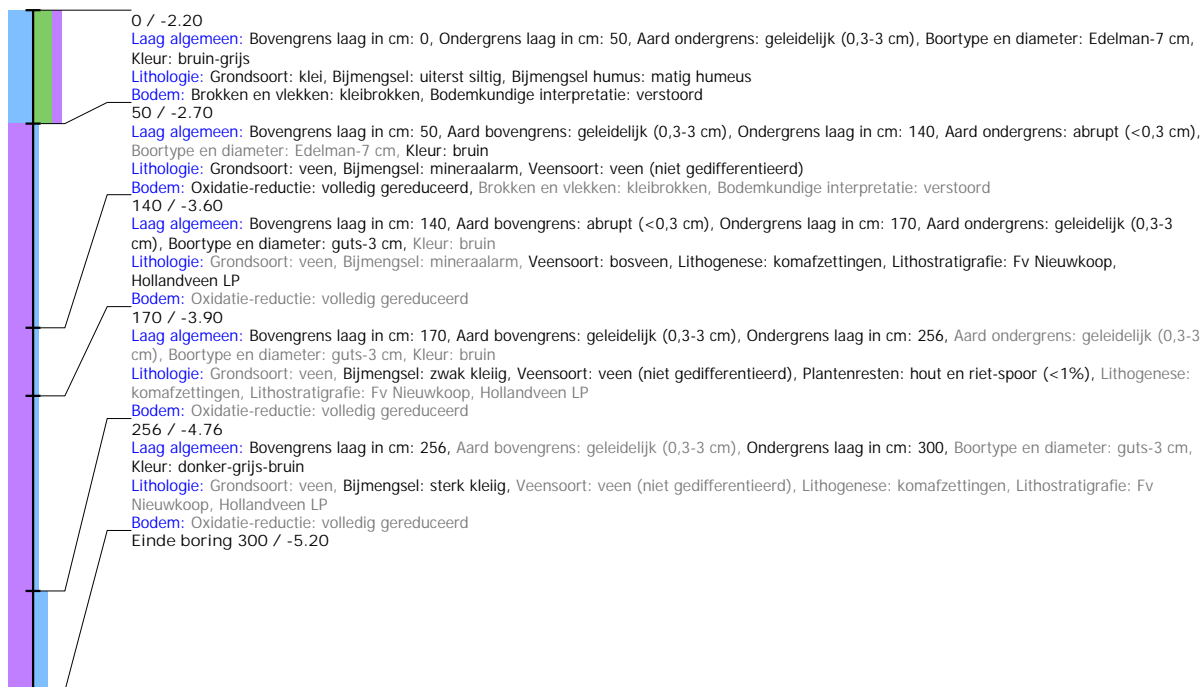 0 / -2.20
Laag algemeen: Bovengrens laag in cm: 0, Ondergrens laag in cm: 50, Aard ondergrens: geleidelijk (0,3-3 cm), Boortype en diameter: Edelman-7 cm,
Kleur: bruin-grijs
Lithologie: Grondsoort: klei, Bijmengsel: uiterst siltig, Bijmengsel humus: matig humeus
Bodem: Brokken en vlekken: kleibrokken, Bodemkundige interpretatie: verstoord
50 / -2.70
Laag algemeen: Bovengrens laag in cm: 50, Aard bovengrens: geleidelijk (0,3-3 cm), Ondergrens laag in cm: 140, Aard ondergrens: abrupt (<0,3 cm),
Boortype en diameter: Edelman-7 cm, Kleur: bruin
Lithologie: Grondsoort: veen, Bijmengsel: mineraalarm, Veensoort: veen (niet gedifferentieerd)
Bodem: Oxidatie-reductie: volledig gereduceerd, Brokken en vlekken: kleibrokken, Bodemkundige interpretatie: verstoord
140 / -3.60
Laag algemeen: Bovengrens laag in cm: 140, Aard bovengrens: abrupt (<0,3 cm), Ondergrens laag in cm: 170, Aard ondergrens: geleidelijk (0,3-3
cm), Boortype en diameter: guts-3 cm, Kleur: bruin
Lithologie: Grondsoort: veen, Bijmengsel: mineraalarm, Veensoort: bosveen, Lithogenese: komafzettingen, Lithostratigrafie: Fv Nieuwkoop,
Hollandveen LP
Bodem: Oxidatie-reductie: volledig gereduceerd
170 / -3.90
Laag algemeen: Bovengrens laag in cm: 170, Aard bovengrens: geleidelijk (0,3-3 cm), Ondergrens laag in cm: 256, Aard ondergrens: geleidelijk (0,3-3
cm), Boortype en diameter: guts-3 cm, Kleur: bruin
Lithologie: Grondsoort: veen, Bijmengsel: zwak kleiig, Veensoort: veen (niet gedifferentieerd), Plantenresten: hout en riet-spoor (<1%), Lithogenese:
komafzettingen, Lithostratigrafie: Fv Nieuwkoop, Hollandveen LP
Bodem: Oxidatie-reductie: volledig gereduceerd
256 / -4.76
Laag algemeen: Bovengrens laag in cm: 256, Aard bovengrens: geleidelijk (0,3-3 cm), Ondergrens laag in cm: 300, Boortype en diameter: guts-3 cm,
Kleur: donker-grijs-bruin
Lithologie: Grondsoort: veen, Bijmengsel: sterk kleiig, Veensoort: veen (niet gedifferentieerd), Lithogenese: komafzettingen, Lithostratigrafie: Fv
Nieuwkoop, Hollandveen LP
Bodem: Oxidatie-reductie: volledig gereduceerd
Einde boring 300 / -5.20